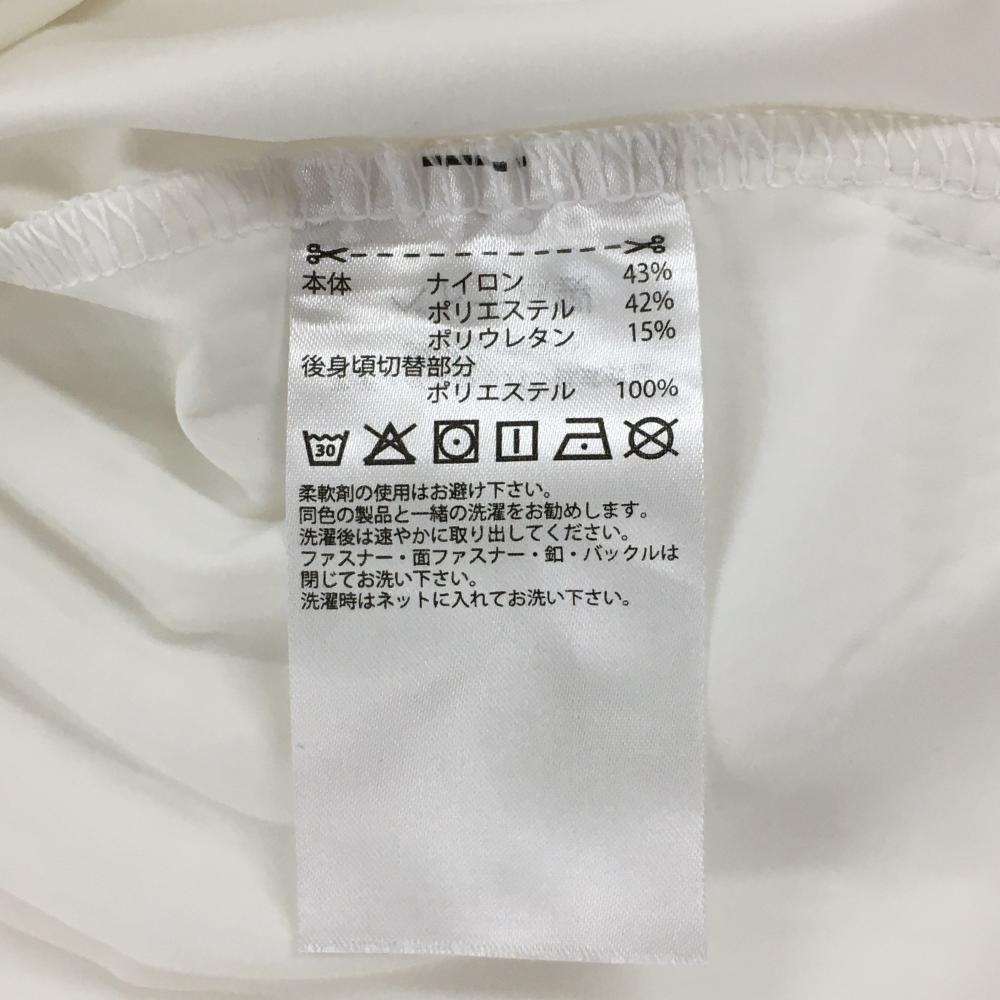 本体 ナイロン 43%
ポリエステル 42%
ポリウレタン 15%
後身頃切替部分
ポリエステル 100%
30
柔軟剤の使用はお避け下さい。
同色の製品と一緒の洗濯をお勧めします。
洗濯後は速やかに取り出してください。
ファスナー・面ファスナー・釦・バックルは
閉じてお洗い下さい。
洗濯時はネットに入れてお洗い下さい。